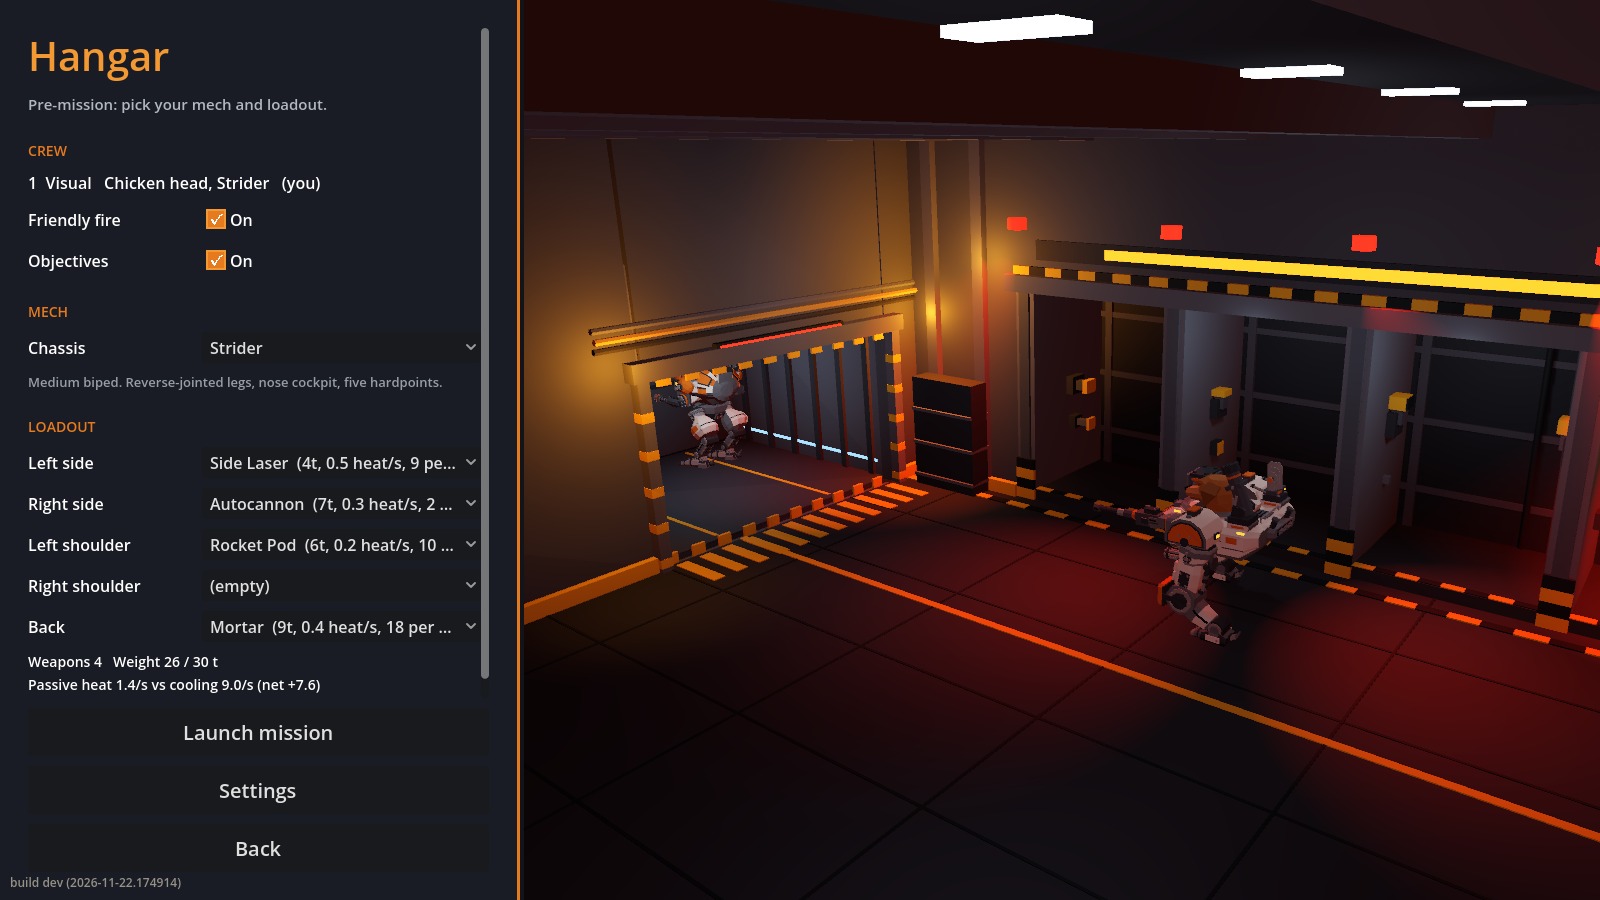 Hangar
Pre-mission: pick your mech and loadout.
CREW
1 Visual Chicken head, Strider (you)
Friendly fire On
Objectives On
MECH
Chassis Strider
Medium biped. Reverse-jointed legs, nose cockpit, five hardpoints.
LOADOUT
Left side Side Laser (4t, 0.5 heat/s, 9 pe...
Right side Autocannon (7t, 0.3 heat/s, 2 ...
Left shoulder Rocket Pod (6t, 0.2 heat/s, 10 ...
Right shoulder (empty)
Back Mortar (9t, 0.4 heat/s, 18 per ...
Weapons 4 Weight 26 / 30 t
Passive heat 1.4/s vs cooling 9.0/s (net +7.6)
Launch mission
Settings
Back
build dev (2026-11-22.174914)